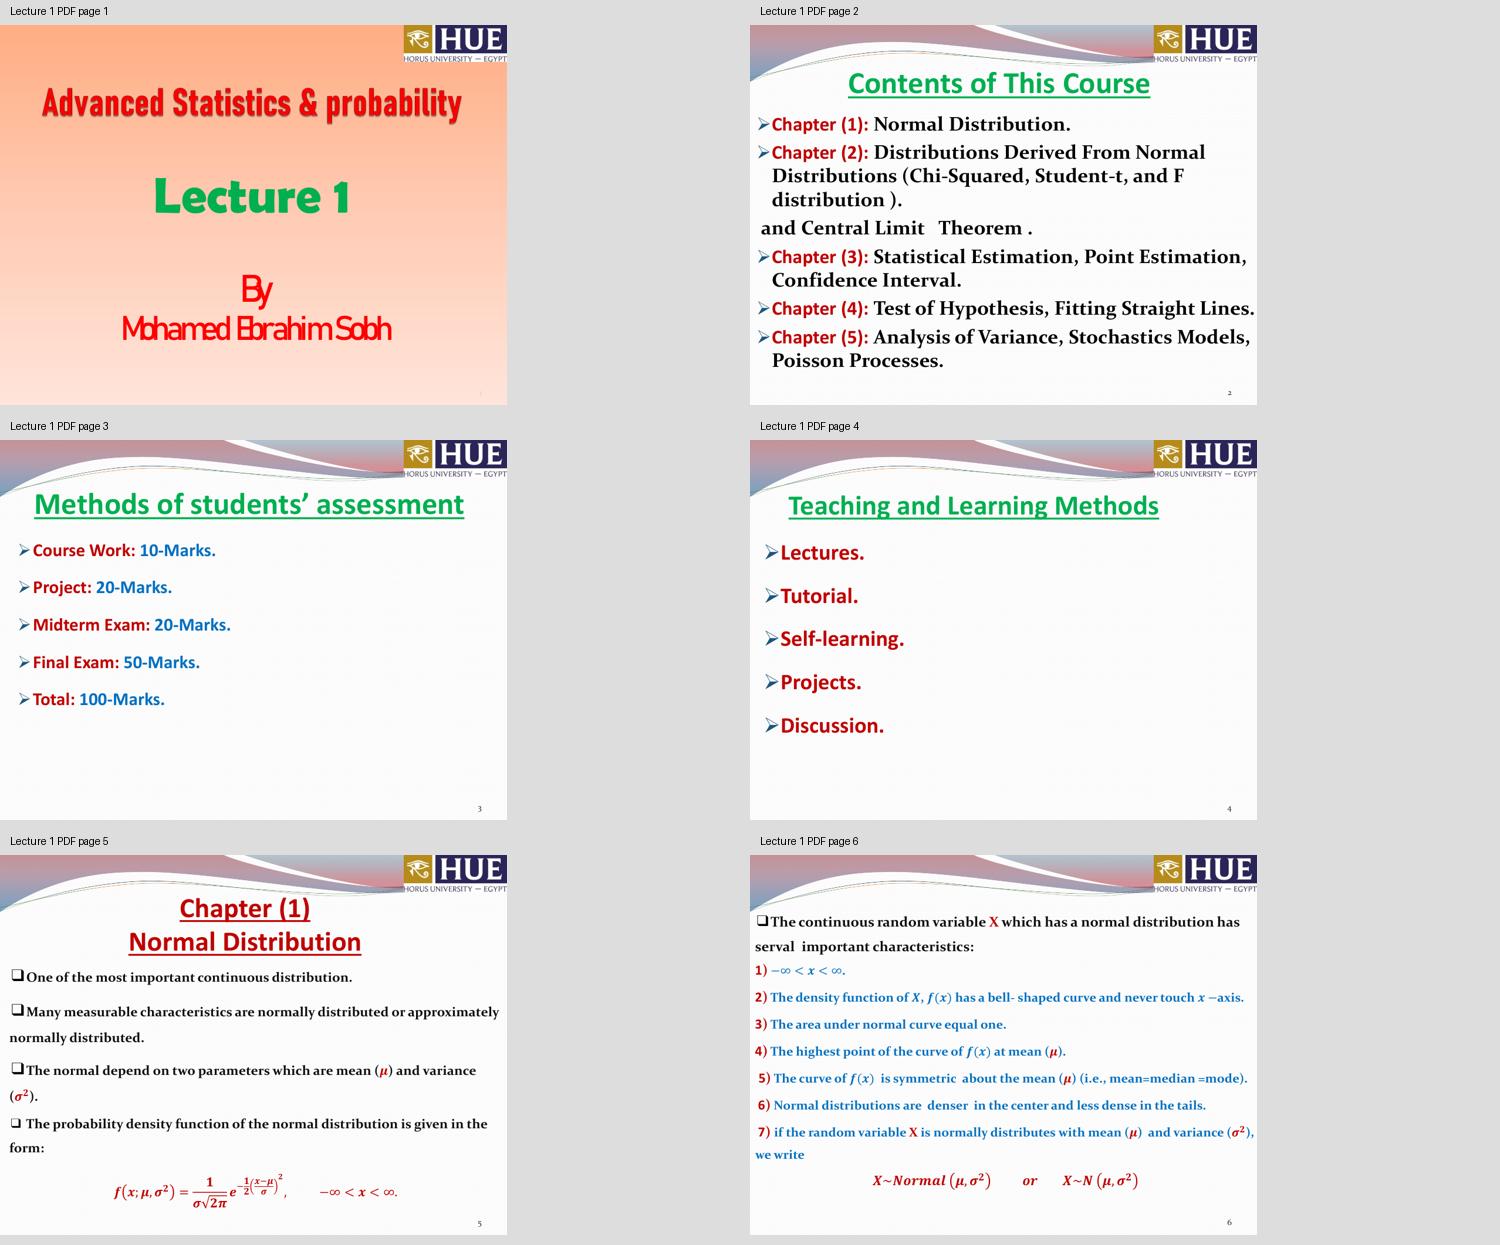 Lecture 1 PDF page 1
HUE
HORUS UNIVERSITY — EGYPT
Advanced Statistics & probability
Lecture 1
By
Mohamed Ebrahim Sobh
1
Lecture 1 PDF page 2
HUE
HORUS UNIVERSITY — EGYPT
Contents of This Course
➢Chapter (1): Normal Distribution.
➢Chapter (2): Distributions Derived From Normal
Distributions (Chi-Squared, Student-t, and F
distribution ).
and Central Limit Theorem .
➢Chapter (3): Statistical Estimation, Point Estimation,
Confidence Interval.
➢Chapter (4): Test of Hypothesis, Fitting Straight Lines.
➢Chapter (5): Analysis of Variance, Stochastics Models,
Poisson Processes.
2
Lecture 1 PDF page 3
HUE
HORUS UNIVERSITY — EGYPT
Methods of students’ assessment
➢Course Work: 10-Marks.
➢Project: 20-Marks.
➢Midterm Exam: 20-Marks.
➢Final Exam: 50-Marks.
➢Total: 100-Marks.
3
Lecture 1 PDF page 4
HUE
HORUS UNIVERSITY — EGYPT
Teaching and Learning Methods
➢Lectures.
➢Tutorial.
➢Self-learning.
➢Projects.
➢Discussion.
4
Lecture 1 PDF page 5
HUE
HORUS UNIVERSITY — EGYPT
Chapter (1)
Normal Distribution
❑One of the most important continuous distribution.
❑Many measurable characteristics are normally distributed or approximately
normally distributed.
❑The normal depend on two parameters which are mean (μ) and variance
(σ²).
❑ The probability density function of the normal distribution is given in the
form:
f(x; μ, σ²) = 1/(σ√2π) e^(−1/2((x−μ)/σ)²), −∞ < x < ∞.
5
Lecture 1 PDF page 6
HUE
HORUS UNIVERSITY — EGYPT
❑The continuous random variable X which has a normal distribution has
serval important characteristics:
1) −∞ < x < ∞.
2) The density function of X, f(x) has a bell- shaped curve and never touch x −axis.
3) The area under normal curve equal one.
4) The highest point of the curve of f(x) at mean (μ).
5) The curve of f(x) is symmetric about the mean (μ) (i.e., mean=median =mode).
6) Normal distributions are denser in the center and less dense in the tails.
7) if the random variable X is normally distributes with mean (μ) and variance (σ²),
we write
X~Normal (μ, σ²) or X~N (μ, σ²)
6